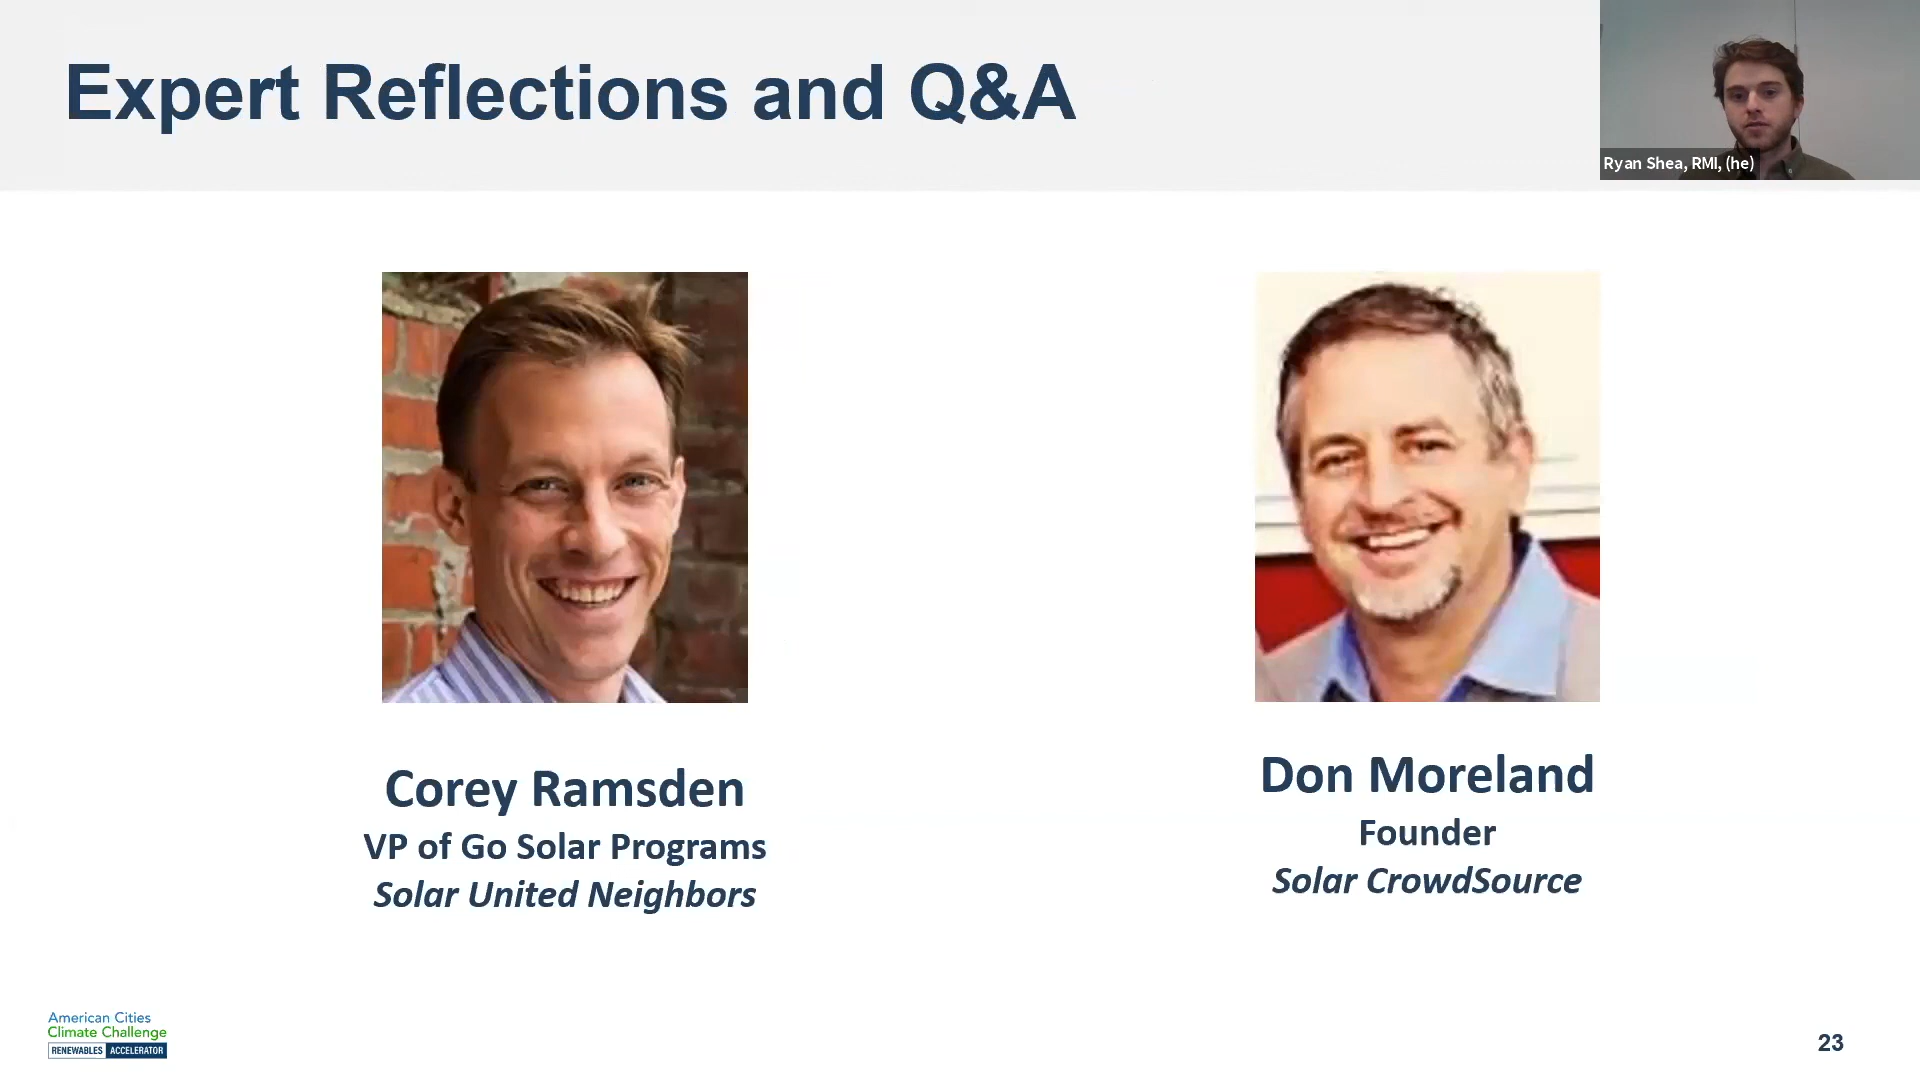 Expert Reflections and Q&A
Ryan Shea, RMI, (he)
Corey Ramsden
VP of Go Solar Programs
Solar United Neighbors
Don Moreland
Founder
Solar CrowdSource
American Cities
Climate Challenge
RENEWABLES ACCELERATOR
23